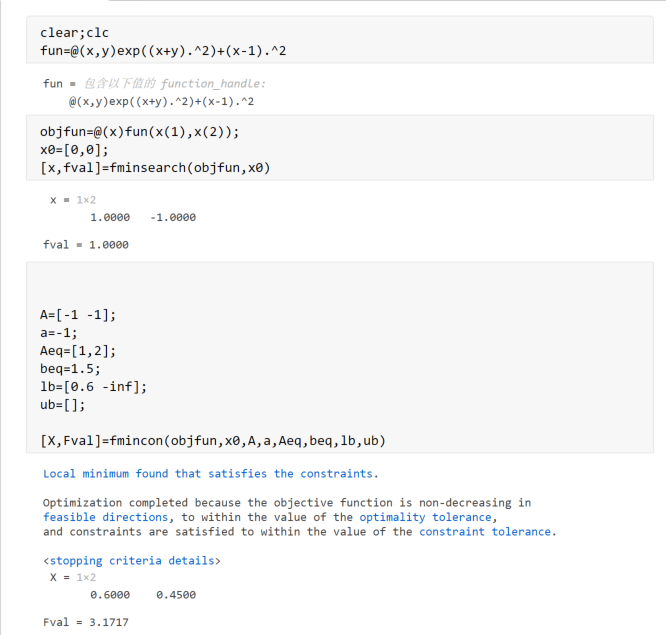 clear;clc
fun=@(x,y)exp((x+y).^2)+(x-1).^2
fun = 包含以下值的 function_handle:
@(x,y)exp((x+y).^2)+(x-1).^2
objfun=@(x)fun(x(1),x(2));
x0=[0,0];
[x,fval]=fminsearch(objfun,x0)
x = 1×2
1.0000 -1.0000
fval = 1.0000
A=[-1 -1];
a=-1;
Aeq=[1,2];
beq=1.5;
lb=[0.6 -inf];
ub=[];
[X,Fval]=fmincon(objfun,x0,A,a,Aeq,beq,lb,ub)
Local minimum found that satisfies the constraints.
Optimization completed because the objective function is non-decreasing in
feasible directions, to within the value of the optimality tolerance,
and constraints are satisfied to within the value of the constraint tolerance.
<stopping criteria details>
X = 1×2
0.6000 0.4500
Fval = 3.1717